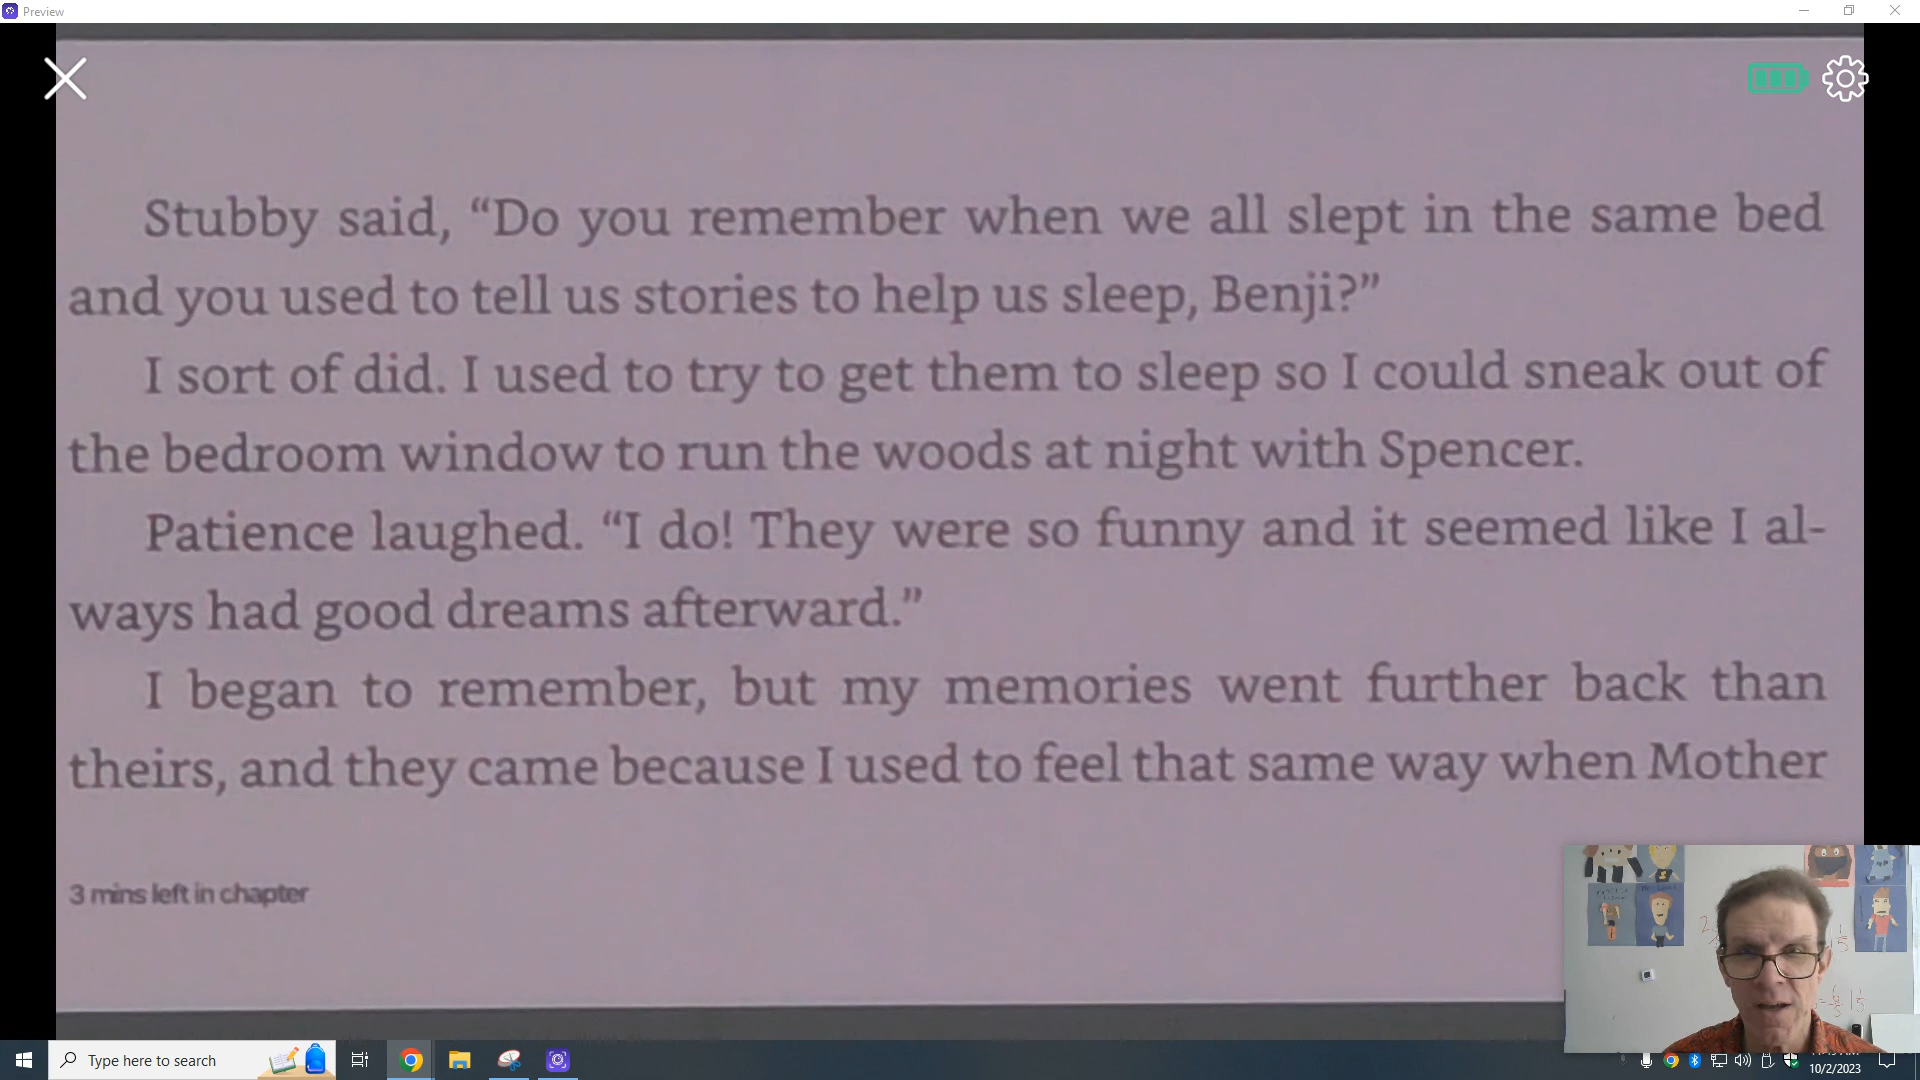 Preview
Stubby said, “Do you remember when we all slept in the same bed
and you used to tell us stories to help us sleep, Benji?”
I sort of did. I used to try to get them to sleep so I could sneak out of
the bedroom window to run the woods at night with Spencer.
Patience laughed. “I do! They were so funny and it seemed like I al-
ways had good dreams afterward.”
I began to remember, but my memories went further back than
theirs, and they came because I used to feel that same way when Mother
3 mins left in chapter
Type here to search
10/2/2023